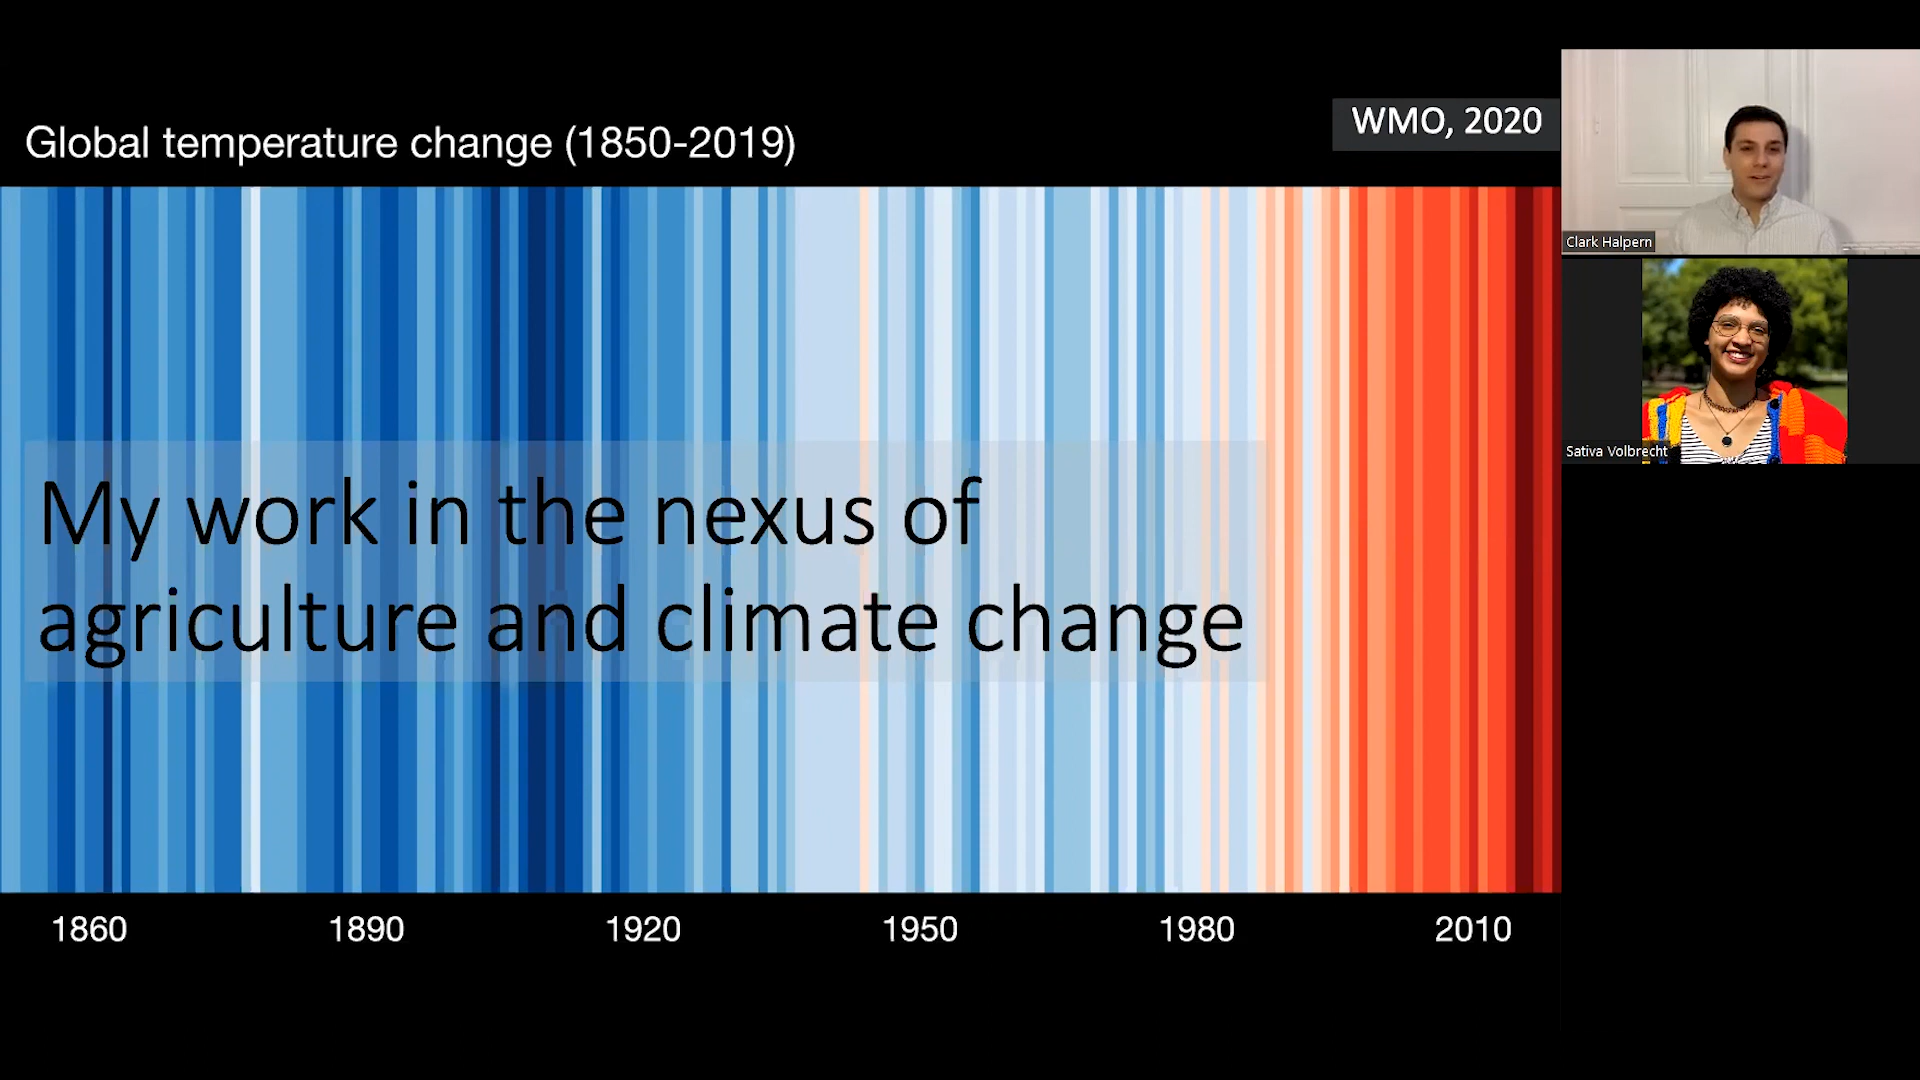 Global temperature change (1850-2019)
WMO, 2020
My work in the nexus of
agriculture and climate change
1860 1890 1920 1950 1980 2010
Clark Halpern
Sativa Volbrecht